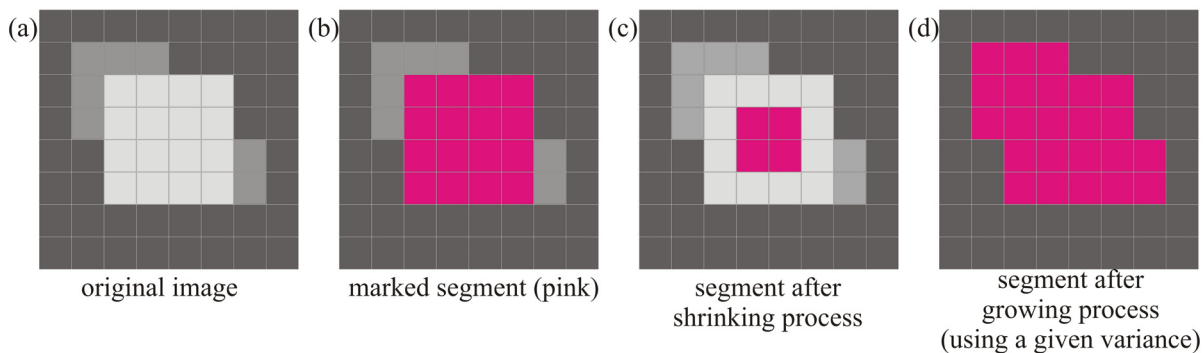 (a)
(b)
(c)
(d)
original image
marked segment (pink)
segment after
shrinking process
segment after
growing process
(using a given variance)